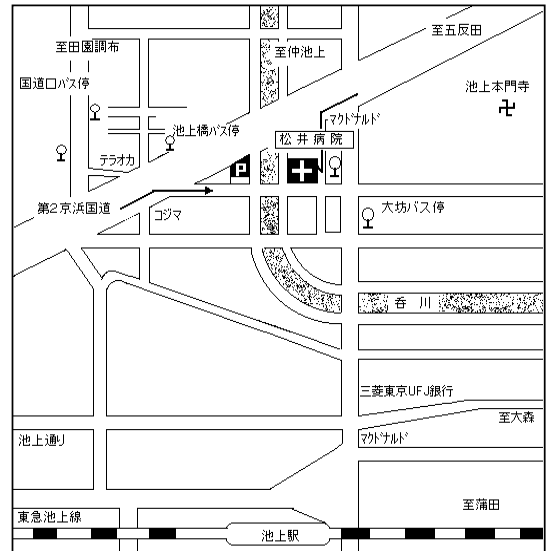 至五反田
至田園調布
至仲池上
国道口バス停
池上本門寺
マクドナルド
池上橋バス停
松井病院
テラオカ
P
第2京浜国道
コジマ
大坊バス停
呑川
三菱東京UFJ銀行
至大森
池上通り
マクドナルド
至蒲田
東急池上線
池上駅